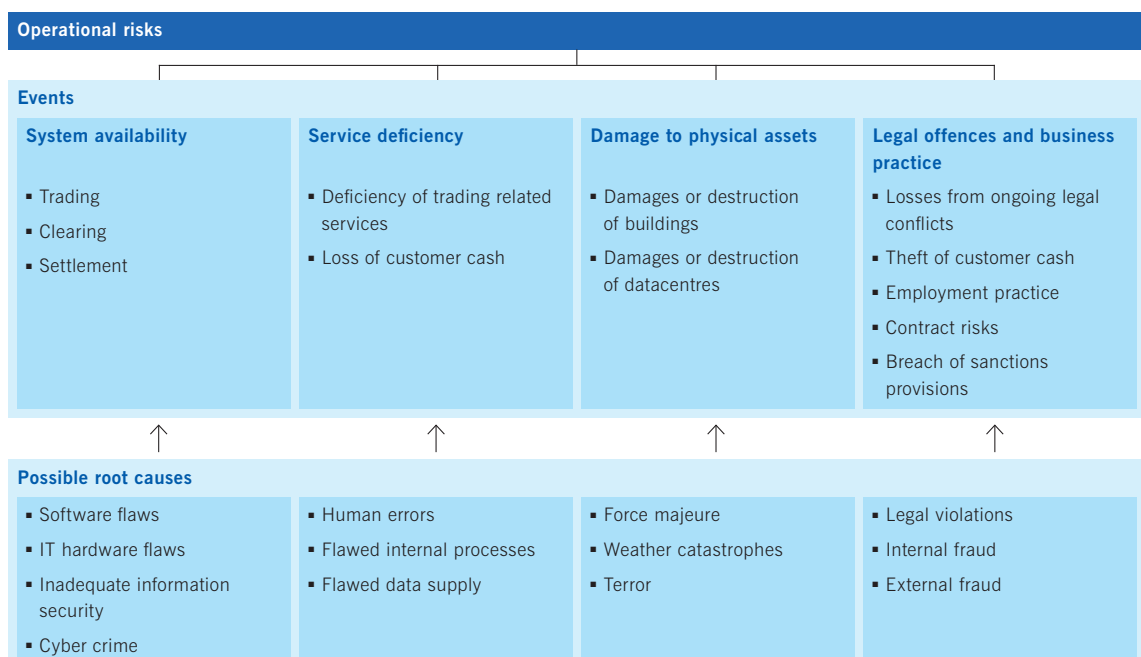 Operational risks
Events
System availability
▪ Trading
▪ Clearing
▪ Settlement
Service deficiency
▪ Deficiency of trading related
services
▪ Loss of customer cash
Damage to physical assets
▪ Damages or destruction
of buildings
▪ Damages or destruction
of datacentres
Legal offences and business
practice
▪ Losses from ongoing legal
conflicts
▪ Theft of customer cash
▪ Employment practice
▪ Contract risks
▪ Breach of sanctions
provisions
Possible root causes
▪ Software flaws
▪ IT hardware flaws
▪ Inadequate information
security
▪ Cyber crime
▪ Human errors
▪ Flawed internal processes
▪ Flawed data supply
▪ Force majeure
▪ Weather catastrophes
▪ Terror
▪ Legal violations
▪ Internal fraud
▪ External fraud